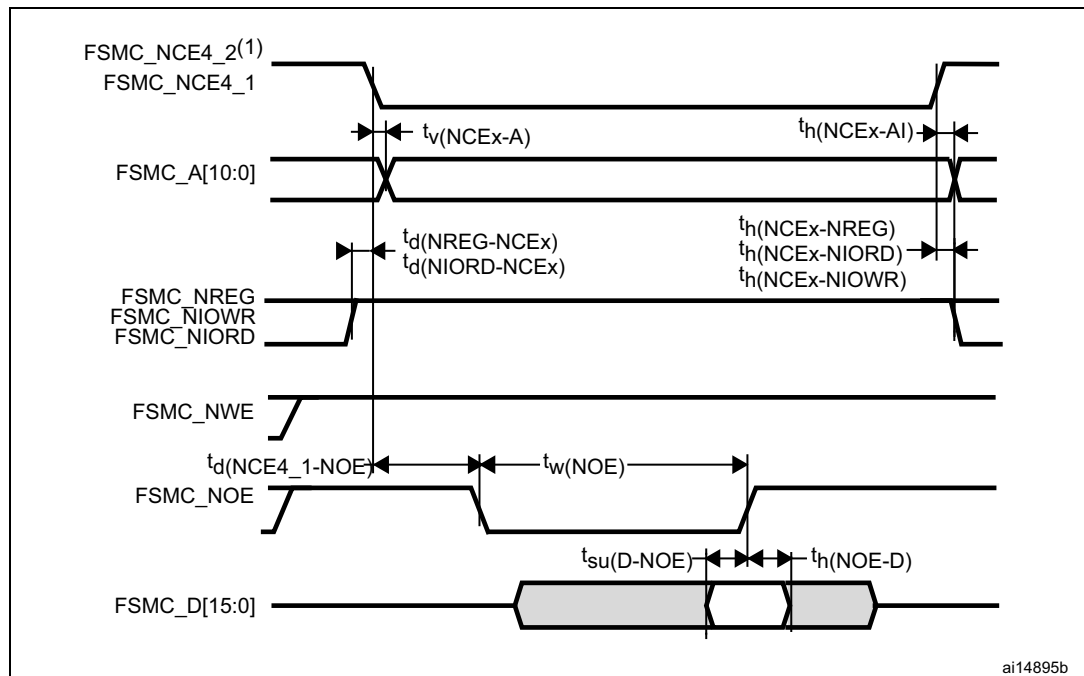 FSMC_NCE4_2(1)
FSMC_NCE4_1
tv(NCEx-A)
th(NCEx-AI)
FSMC_A[10:0]
td(NREG-NCEx)
td(NIORD-NCEx)
th(NCEx-NREG)
th(NCEx-NIORD)
th(NCEx-NIOWR)
FSMC_NREG
FSMC_NIOWR
FSMC_NIORD
FSMC_NWE
td(NCE4_1-NOE)
tw(NOE)
FSMC_NOE
tsu(D-NOE)
th(NOE-D)
FSMC_D[15:0]
ai14895b